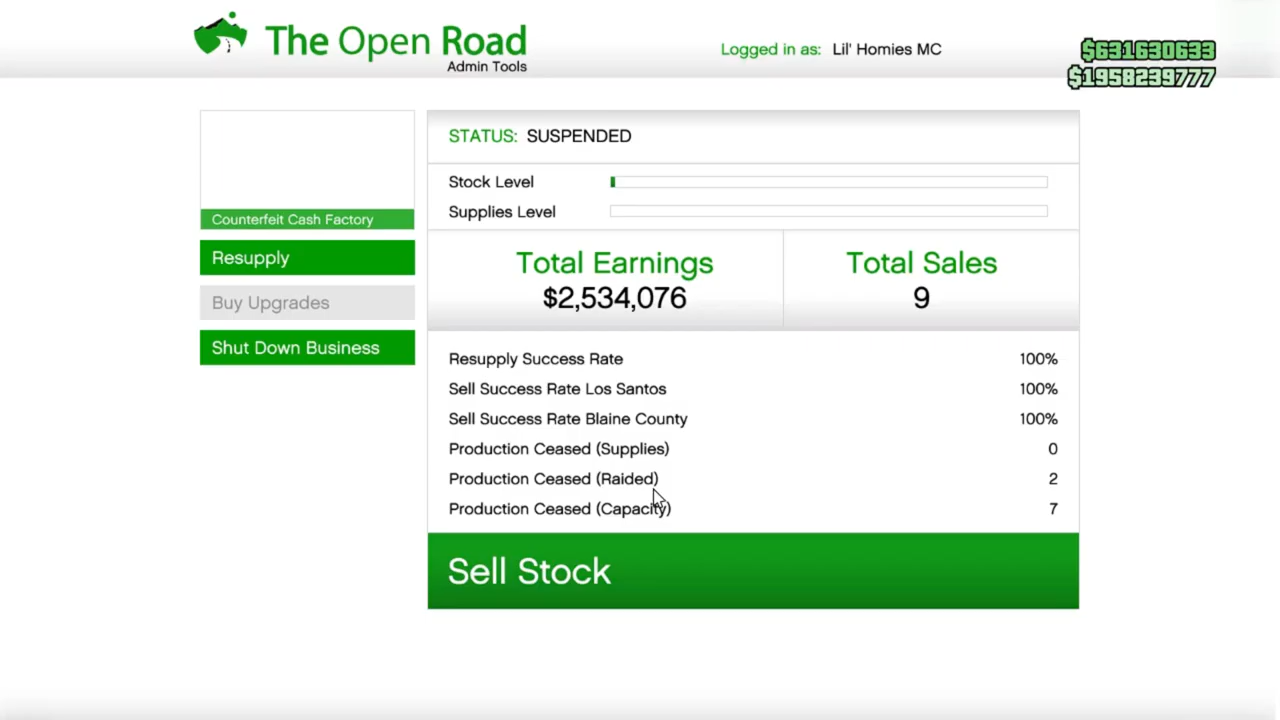 The Open Road
Admin Tools
Logged in as: Lil' Homies MC
$631630633
$1958239777
Counterfeit Cash Factory
Resupply
Buy Upgrades
Shut Down Business
STATUS: SUSPENDED
Stock Level
Supplies Level
Total Earnings
$2,534,076
Total Sales
9
Resupply Success Rate 100%
Sell Success Rate Los Santos 100%
Sell Success Rate Blaine County 100%
Production Ceased (Supplies) 0
Production Ceased (Raided) 2
Production Ceased (Capacity) 7
Sell Stock